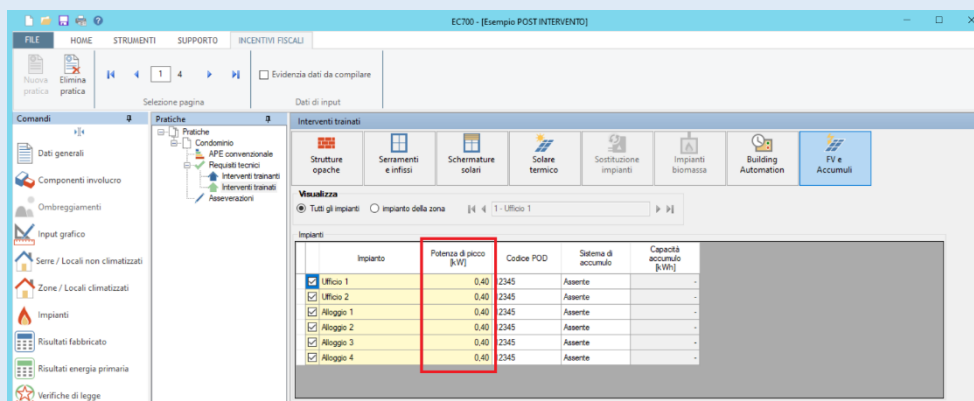 EC700 - [Esempio POST INTERVENTO]
FILE HOME STRUMENTI SUPPORTO INCENTIVI FISCALI
Nuova pratica
Elimina pratica
1 4
Selezione pagina
Evidenzia dati da compilare
Dati di input
Comandi
Dati generali
Componenti involucro
Ombreggiamenti
Input grafico
Serre / Locali non climatizzati
Zone / Locali climatizzati
Impianti
Risultati fabbricato
Risultati energia primaria
Verifiche di legge
Pratiche
Pratiche
Condominio
APE convenzionale
Requisiti tecnici
Interventi trainanti
Interventi trainati
Asseverazioni
Interventi trainati
Strutture opache
Serramenti e infissi
Schermature solari
Solare termico
Sostituzione impianti
Impianti biomassa
Building Automation
FV e Accumuli
Visualizza
Tutti gli impianti impianto della zona 1 - Ufficio 1
Impianti
Impianto Potenza di picco [kW] Codice POD Sistema di accumulo Capacità accumulo [kWh]
Ufficio 1 0,40 2345 Assente -
Ufficio 2 0,40 2345 Assente -
Alloggio 1 0,40 2345 Assente -
Alloggio 2 0,40 2345 Assente -
Alloggio 3 0,40 2345 Assente -
Alloggio 4 0,40 2345 Assente -